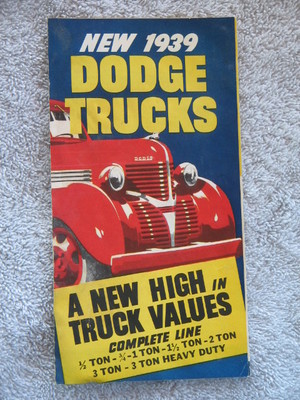 NEW 1939
DODGE
TRUCKS
DODGE
A NEW HIGH IN
TRUCK VALUES
COMPLETE LINE
½ TON - ¾-1 TON - 1½ TON - 2 TON
3 TON - 3 TON HEAVY DUTY